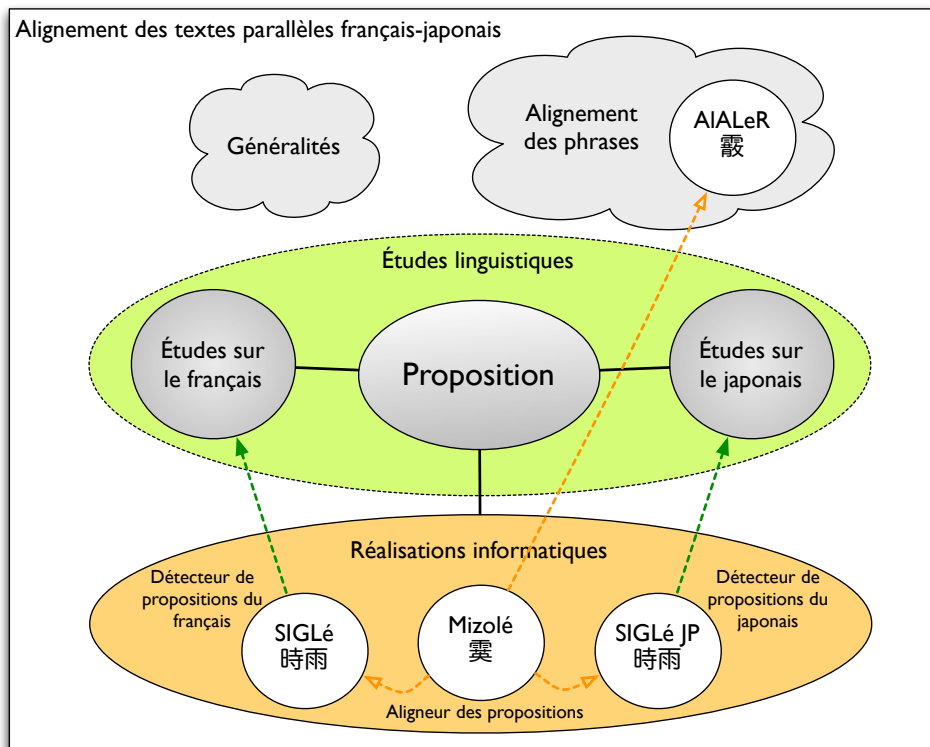 Alignement des textes parallèles français-japonais
Généralités
Alignement
des phrases
AlALeR
霰
Études linguistiques
Études sur
le français
Proposition
Études sur
le japonais
Réalisations informatiques
Détecteur de
propositions du
français
SIGLé
時雨
Mizolé
霙
SIGLé JP
時雨
Détecteur de
propositions du
japonais
Aligneur des propositions